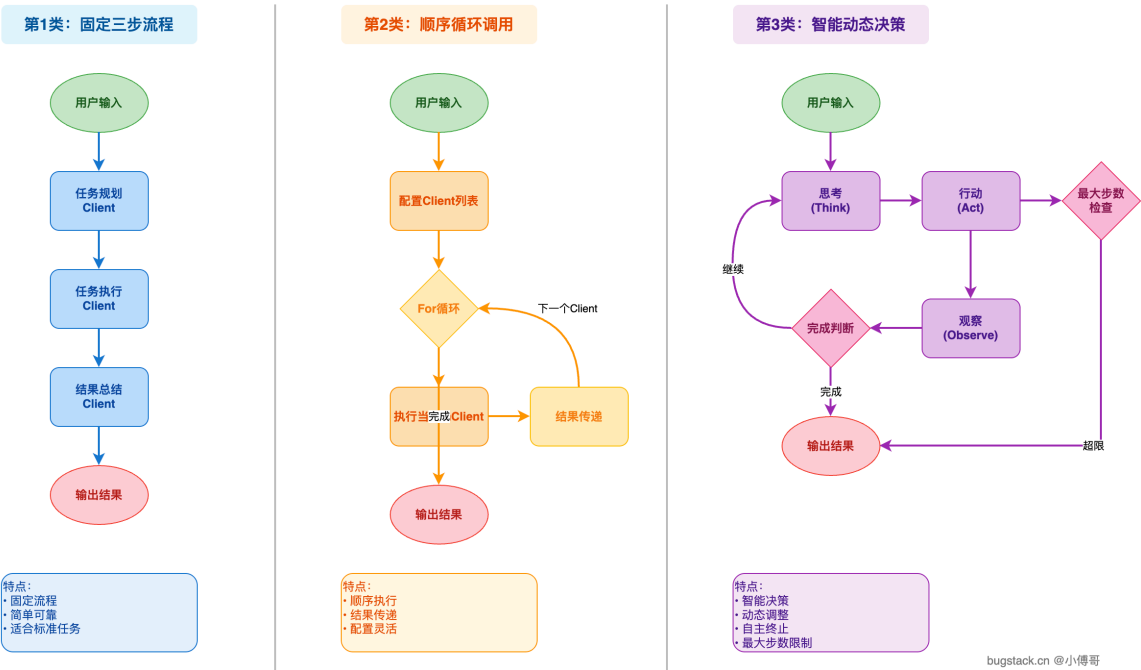 第1类：固定三步流程
用户输入
任务规划
Client
任务执行
Client
结果总结
Client
输出结果
特点：
• 固定流程
• 简单可靠
• 适合标准任务
第2类：顺序循环调用
用户输入
配置Client列表
For循环
下一个Client
执行当
完成
Client
结果传递
输出结果
特点：
• 顺序执行
• 结果传递
• 配置灵活
第3类：智能动态决策
用户输入
思考
(Think)
行动
(Act)
最大步数
检查
继续
完成判断
观察
(Observe)
完成
输出结果
超限
特点：
• 智能决策
• 动态调整
• 自主终止
• 最大步数限制
bugstack.cn @小傅哥